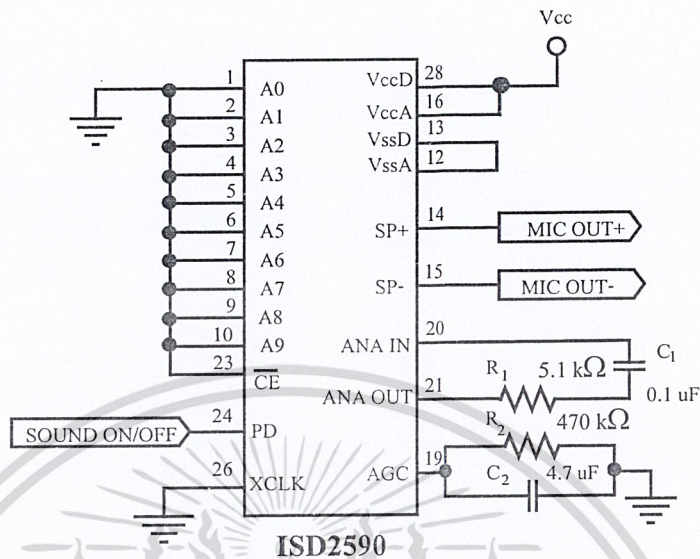 Vcc
1 A0 VccD 28
2 A1 VccA 16
3 A2 VssD 13
4 A3 VssA 12
5 A4
6 A5 SP+ 14 MIC OUT+
7 A6
8 A7 SP- 15 MIC OUT-
9 A8
10 A9 ANA IN 20
23 CE R1 5.1 kΩ C1
ANA OUT 21 0.1 uF
SOUND ON/OFF 24 PD R2 470 kΩ
26 XCLK AGC 19 C2 4.7 uF
ISD2590